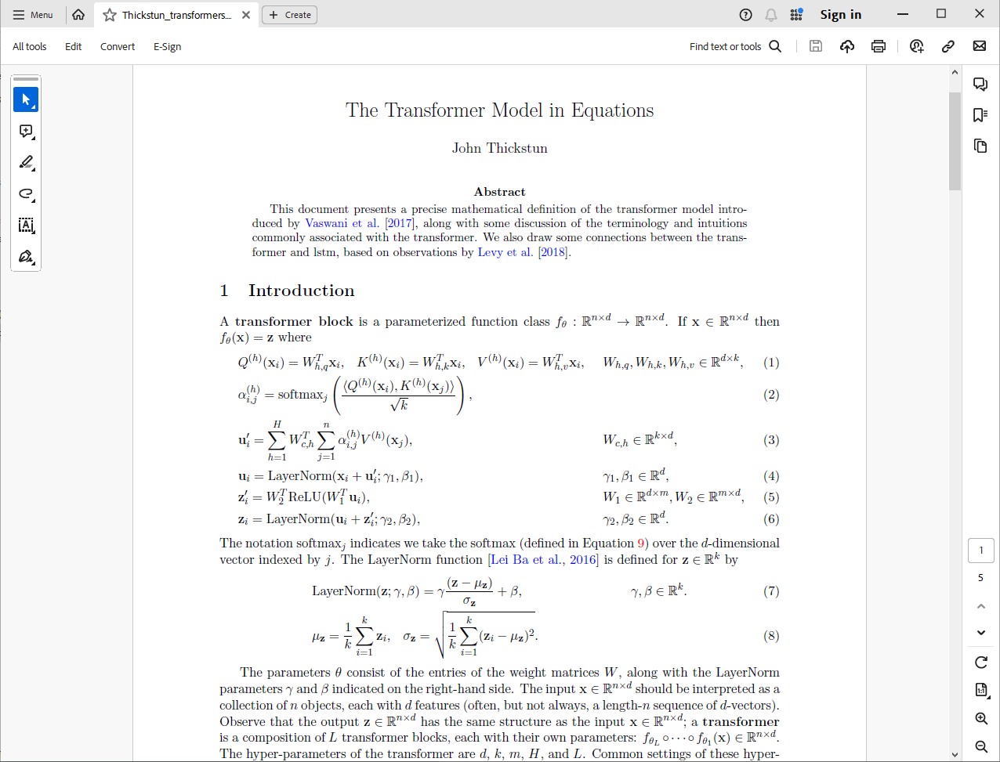 Menu
Thickstun_transformers...
Create
Sign in
All tools
Edit
Convert
E-Sign
Find text or tools
The Transformer Model in Equations
John Thickstun
Abstract
This document presents a precise mathematical definition of the transformer model intro-
duced by Vaswani et al. [2017], along with some discussion of the terminology and intuitions
commonly associated with the transformer. We also draw some connections between the trans-
former and lstm, based on observations by Levy et al. [2018].
1 Introduction
A transformer block is a parameterized function class f_θ : ℝ^{n×d} → ℝ^{n×d}. If x ∈ ℝ^{n×d} then
f_θ(x) = z where
Q^{(h)}(x_i) = W^T_{h,q} x_i, K^{(h)}(x_i) = W^T_{h,k} x_i, V^{(h)}(x_i) = W^T_{h,v} x_i, W_{h,q}, W_{h,k}, W_{h,v} ∈ ℝ^{d×k}, (1)
α^{(h)}_{i,j} = softmax_j (⟨Q^{(h)}(x_i), K^{(h)}(x_j)⟩ / √k), (2)
u'_i = ∑_{h=1}^{H} W^T_{c,h} ∑_{j=1}^{n} α^{(h)}_{i,j} V^{(h)}(x_j), W_{c,h} ∈ ℝ^{k×d}, (3)
u_i = LayerNorm(x_i + u'_i; γ_1, β_1), γ_1, β_1 ∈ ℝ^d, (4)
z'_i = W^T_2 ReLU(W^T_1 u_i), W_1 ∈ ℝ^{d×m}, W_2 ∈ ℝ^{m×d}, (5)
z_i = LayerNorm(u_i + z'_i; γ_2, β_2), γ_2, β_2 ∈ ℝ^d. (6)
The notation softmax_j indicates we take the softmax (defined in Equation 9) over the d-dimensional
vector indexed by j. The LayerNorm function [Lei Ba et al., 2016] is defined for z ∈ ℝ^k by
LayerNorm(z; γ, β) = γ (z − μ_z) / σ_z + β, γ, β ∈ ℝ^k. (7)
μ_z = 1/k ∑_{i=1}^{k} z_i, σ_z = √(1/k ∑_{i=1}^{k} (z_i − μ_z)^2). (8)
The parameters θ consist of the entries of the weight matrices W, along with the LayerNorm
parameters γ and β indicated on the right-hand side. The input x ∈ ℝ^{n×d} should be interpreted as a
collection of n objects, each with d features (often, but not always, a length-n sequence of d-vectors).
Observe that the output z ∈ ℝ^{n×d} has the same structure as the input x ∈ ℝ^{n×d}; a transformer
is a composition of L transformer blocks, each with their own parameters: f_{θ_L} ∘ ⋯ ∘ f_{θ_1}(x) ∈ ℝ^{n×d}.
The hyper-parameters of the transformer are d, k, m, H, and L. Common settings of these hyper-
1
5
1:1